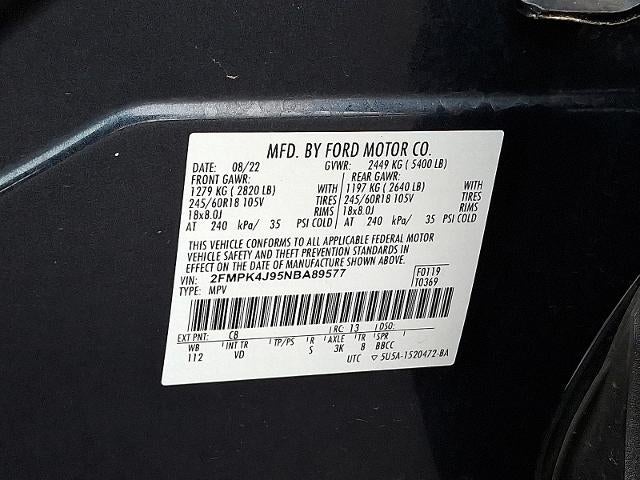 MFD. BY FORD MOTOR CO.
DATE: 08/22 GVWR: 2449 KG ( 5400 LB)
FRONT GAWR: REAR GAWR:
1279 KG ( 2820 LB) WITH 1197 KG ( 2640 LB) WITH
245/60R18 105V TIRES 245/60R18 105V TIRES
18x8.0J RIMS 18x8.0J RIMS
AT 240 kPa/ 35 PSI COLD AT 240 kPa/ 35 PSI COLD
THIS VEHICLE CONFORMS TO ALL APPLICABLE FEDERAL MOTOR
VEHICLE SAFETY AND THEFT PREVENTION STANDARDS IN
EFFECT ON THE DATE OF MANUFACTURE SHOWN ABOVE.
VIN: 2FMPK4J95NBA89577 F0119
TYPE: MPV T0369
EXT PNT: C8 RC: 13 DSO:
WB INT TR TP/PS R AXLE TR SPR
112 VD S 3K 8 BBCC
UTC ▽ 5U5A-1520472-BA